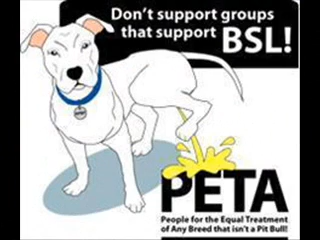 Don't support groups
that support BSL!
PETA
People for the Equal Treatment
of Any Breed that isn't a Pit Bull!